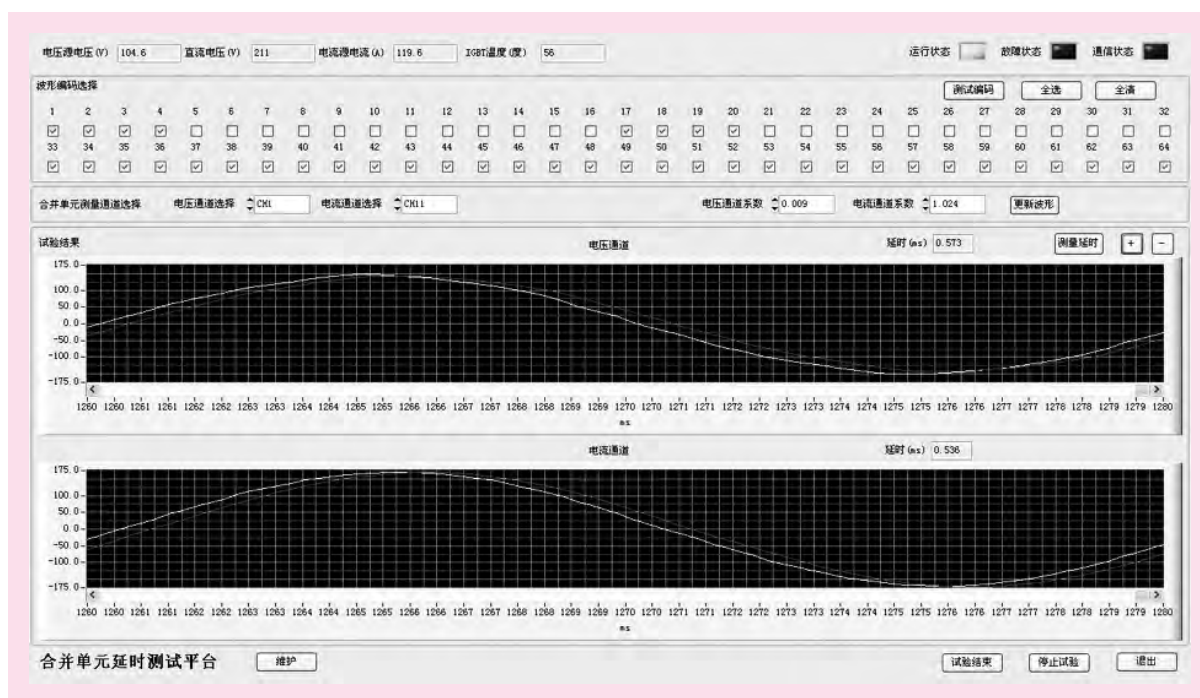 电压源电压(V) 104.6 直流电压(V) 211 电流源电流(A) 119.6 IGBT温度(度) 56 运行状态 故障状态 通信状态
波形编码选择
测试编码 全选 全清
1 2 3 4 5 6 7 8 9 10 11 12 13 14 15 16 17 18 19 20 21 22 23 24 25 26 27 28 29 30 31 32
33 34 35 36 37 38 39 40 41 42 43 44 45 46 47 48 49 50 51 52 53 54 55 56 57 58 59 60 61 62 63 64
合并单元测量通道选择 电压通道选择 CH1 电流通道选择 CH11 电压通道系数 0.009 电流通道系数 1.024 更新波形
试验结果 电压通道 延时(ms) 0.573 测量延时 + -
175.0
100.0
50.0
0.0
-50.0
-100.0
-175.0
1260 1260 1261 1261 1262 1262 1263 1263 1264 1264 1265 1265 1266 1266 1267 1267 1268 1268 1269 1269 1270 1270 1271 1271 1272 1272 1273 1273 1274 1274 1275 1275 1276 1276 1277 1277 1278 1278 1279 1279 1280
ms
电流通道 延时(ms) 0.536
175.0
100.0
50.0
0.0
-50.0
-100.0
-175.0
1260 1260 1261 1261 1262 1262 1263 1263 1264 1264 1265 1265 1266 1266 1267 1267 1268 1268 1269 1269 1270 1270 1271 1271 1272 1272 1273 1273 1274 1274 1275 1275 1276 1276 1277 1277 1278 1278 1279 1279 1280
ms
合并单元延时测试平台 维护 试验结束 停止试验 退出